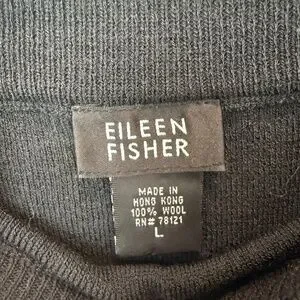 EILEEN
FISHER
MADE IN
HONG KONG
100% WOOL
RN# 78121
L